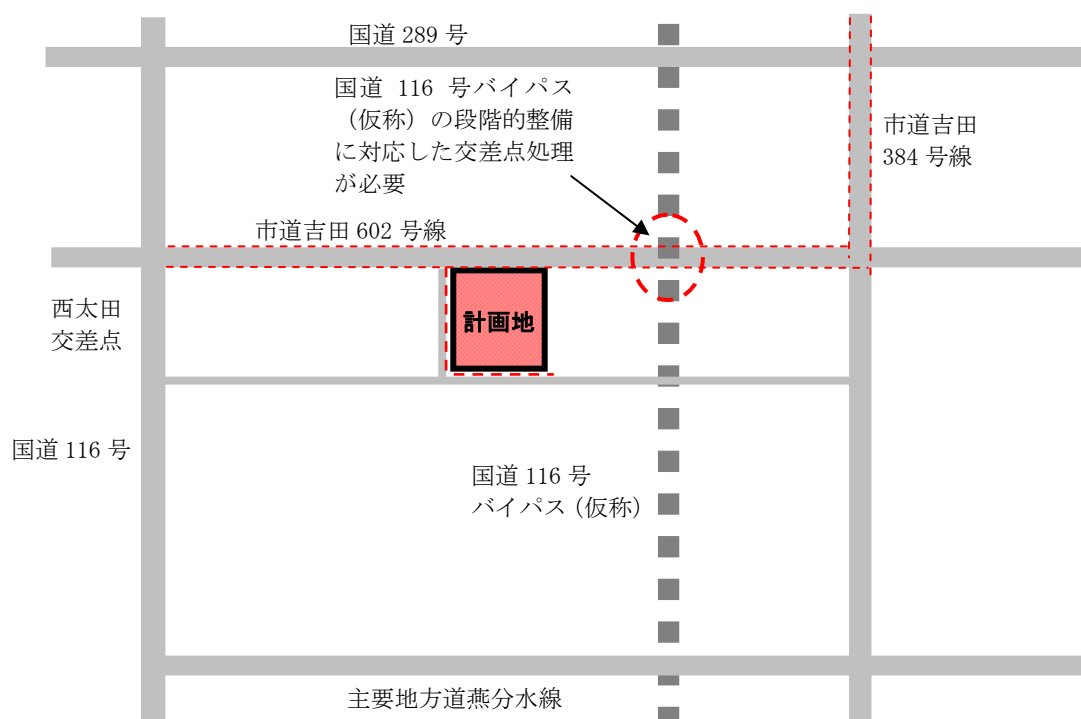 国道 289 号
国道 116 号バイパス
（仮称）の段階的整備
に対応した交差点処理
が必要
市道吉田
384 号線
市道吉田 602 号線
西太田
交差点
計画地
国道 116 号
国道 116 号
バイパス（仮称）
主要地方道燕分水線